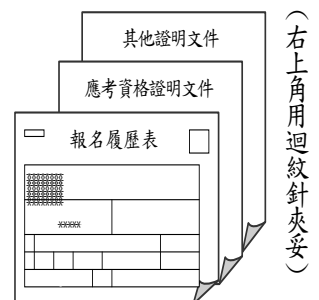 其他證明文件
應考資格證明文件
報名履歷表
（右上角用迴紋針夾妥）